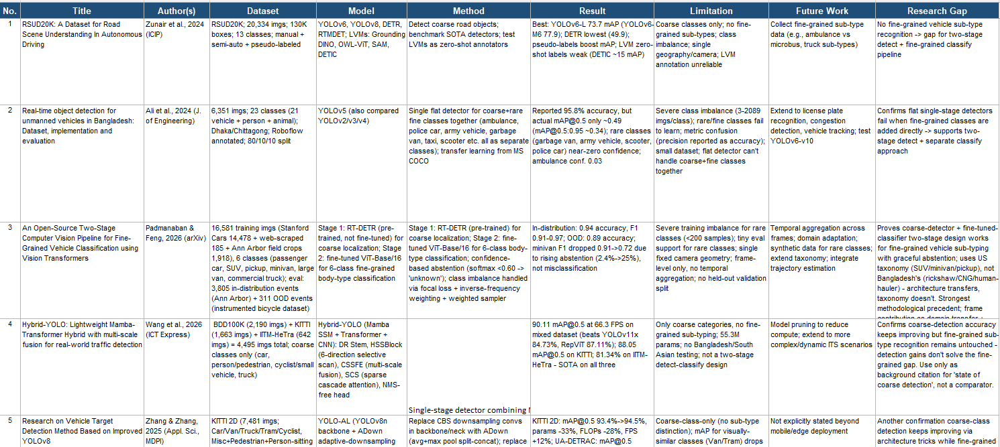 No.
Title
Author(s)
Dataset
Model
Method
Result
Limitation
Future Work
Research Gap
1
RSUD20K: A Dataset for Road
Scene Understanding In Autonomous
Driving
Zunair et al., 2024
(ICIP)
RSUD20K; 20,334 imgs; 130K
boxes; 13 classes; manual +
semi-auto + pseudo-labeled
YOLOv6, YOLOv8, DETR,
RTMDET; LVMs: Grounding
DINO, OWL-ViT, SAM,
DETIC
Detect coarse road objects;
benchmark SOTA detectors; test
LVMs as zero-shot annotators
Best: YOLOv6-L 73.7 mAP (YOLOv6-
M6 77.9); DETR lowest (49.9);
pseudo-labels boost mAP; LVM zero-
shot labels weak (DETIC ~15 mAP)
Coarse classes only; no fine-
grained sub-types; class
imbalance; single
geography/camera; LVM
annotation unreliable
Collect fine-grained sub-type
data (e.g., ambulance vs
microbus, truck sub-types)
No fine-grained vehicle sub-type
recognition -> gap for two-stage
detect + fine-grained classify
pipeline
2
Real-time object detection for
unmanned vehicles in Bangladesh:
Dataset, implementation and
evaluation
Ali et al., 2024 (J.
of Engineering)
6,351 imgs; 23 classes (21
vehicle + person + animal);
Dhaka/Chittagong; Roboflow
annotated; 80/10/10 split
YOLOv5 (also compared
YOLOv2/v3/v4)
Single flat detector for coarse+rare
fine classes together (ambulance,
police car, army vehicle, garbage
van, taxi, scooter etc. all as separate
classes); transfer learning from MS
COCO
Reported 95.8% accuracy, but
actual mAP@0.5 only ~0.49
(mAP@0.5:0.95 ~0.34); rare classes
(garbage van, army vehicle, scooter,
police car) near-zero confidence;
ambulance conf. 0.03
Severe class imbalance (3-2089
imgs/class); rare/fine classes fail
to learn; metric confusion
(precision reported as accuracy);
small dataset; flat detector can't
handle coarse+fine classes
together
Extend to license plate
recognition, congestion
detection, vehicle tracking; test
YOLOv6-v10
Confirms flat single-stage detectors
fail when fine-grained classes are
added directly -> supports two-
stage detect + separate classify
approach
3
An Open-Source Two-Stage
Computer Vision Pipeline for Fine-
Grained Vehicle Classification using
Vision Transformers
Padmanaban &
Feng, 2026 (arXiv)
16,581 training imgs (Stanford
Cars 14,478 + web-scraped
185 + Ann Arbor field crops
1,918), 6 classes (passenger
car, SUV, pickup, minivan, large
van, commercial truck); eval:
3,805 in-distribution events
(Ann Arbor) + 311 OOD events
(instrumented bicycle dataset)
Stage 1: RT-DETR (pre-
trained, not fine-tuned) for
coarse localization; Stage
2: fine-tuned ViT-Base/16
for 6-class fine-grained
body-type classification
Stage 1: RT-DETR (pre-trained) for
coarse localization; Stage 2: fine-
tuned ViT-Base/16 for 6-class body-
type classification; confidence-
based abstention (softmax <0.60 ->
'unknown'); class imbalance handled
via focal loss + inverse-frequency
weighting + weighted sampler
In-distribution: 0.94 accuracy, F1
0.91-0.97; OOD: 0.89 accuracy;
minivan F1 dropped 0.91->0.72 due
to rising abstention (2.4%->25%),
not misclassification
Severe training imbalance for rare
classes (<200 samples); tiny eval
support for rare classes; single
fixed camera geometry; frame-
level only, no temporal
aggregation; no held-out validation
split
Temporal aggregation across
frames; domain adaptation;
synthetic data for rare classes;
extend taxonomy; integrate
trajectory estimation
Proves coarse-detector + fine-tuned-
classifier two-stage design works
for fine-grained vehicle sub-typing
with graceful abstention; uses US
taxonomy (SUV/minivan/pickup),
not Bangladesh's (rickshaw/CNG/human-
hauler) - architecture transfers,
taxonomy doesn't. Strongest
methodological precedent; frame
contribution as domain transfer +
4
Hybrid-YOLO: Lightweight Mamba-
Transformer Hybrid with multi-scale
fusion for real-world traffic detection
Wang et al., 2026
(ICT Express)
BDD100K (2,190 imgs) + KITTI
(1,663 imgs) + IITM-HeTra (642
imgs) = 4,495 imgs total; coarse
classes only (car,
person/pedestrian, cyclist/small
vehicle, truck)
Hybrid-YOLO (Mamba
SSM + Transformer +
CNN): DR Stem, HSSBlock
(6-direction selective
scan), CSSFE (multi-scale
fusion), SCS (sparse
cascade attention), NMS-
free head
Single-stage detector combining
90.11 mAP@0.5 at 66.3 FPS on
mixed dataset (beats YOLOv11x
84.73%, RepViT 87.11%); 88.05
mAP@0.5 on KITTI; 81.34% on IITM-
HeTra - SOTA on all three
Only coarse categories, no fine-
grained sub-typing; 55.3M
params; no Bangladesh/South
Asian testing; not a two-stage
detect-classify design
Model pruning to reduce
compute; extend to more
complex/dynamic ITS scenarios
Confirms coarse-detection accuracy
keeps improving but fine-grained sub-
type recognition remains untouched -
detection gains don't solve the fine-
grained gap. Use only as
background citation for 'state of
coarse detection', not a comparator.
5
Research on Vehicle Target
Detection Method Based on Improved
YOLOv8
Zhang & Zhang,
2025 (Appl. Sci.,
MDPI)
KITTI 2D (7,481 imgs;
Car/Van/Truck/Tram/Cyclist,
Misc+Pedestrian+Person-sitting
YOLO-AL (YOLOv8n
backbone + ADown
adaptive-downsampling
Replace CBS downsampling convs
in backbone/neck with ADown
(avg+max pool split-concat); replace
KITTI 2D: mAP@0.5 93.4%->94.5%,
params -33%, FLOPs -28%, FPS
+12%; UA-DETRAC: mAP@0.5
Coarse-class-only (no sub-type
distinction); mAP for visually-
similar classes (Van/Tram) drops
Not explicitly stated beyond
mobile/edge deployment
Another confirmation coarse-class
detection keeps improving via
architecture tricks while fine-grained